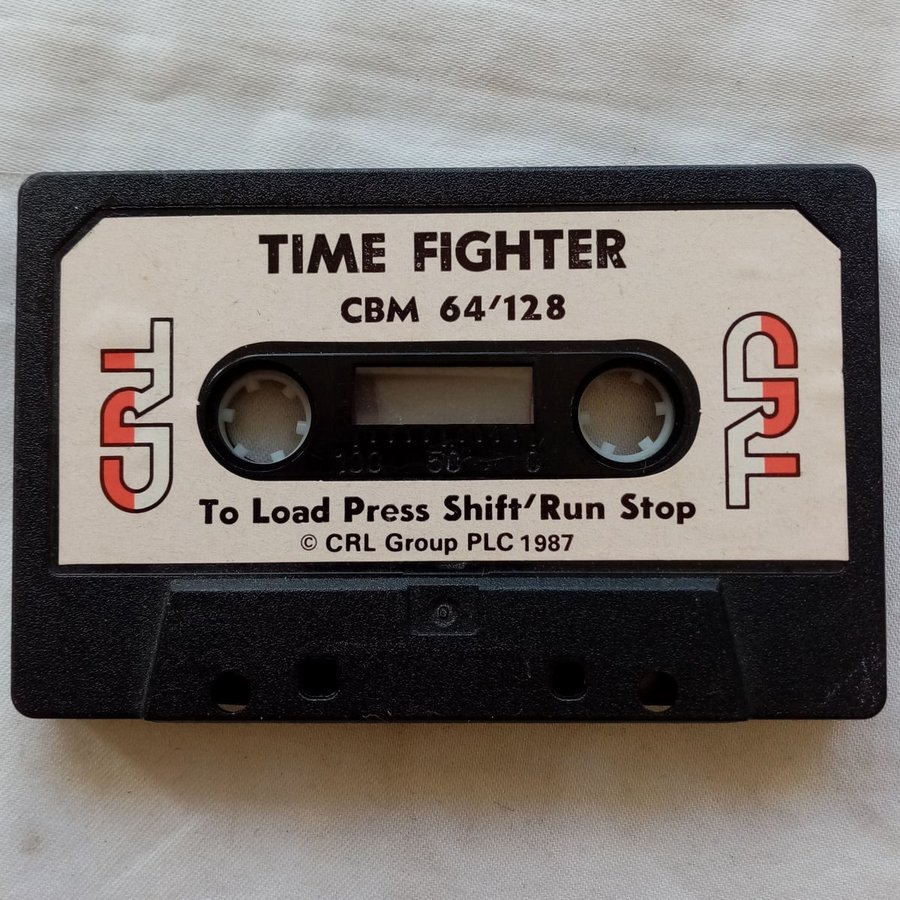 TIME FIGHTER
CBM 64/128
CRL
CRL
100 50 0
To Load Press Shift/Run Stop
© CRL Group PLC 1987